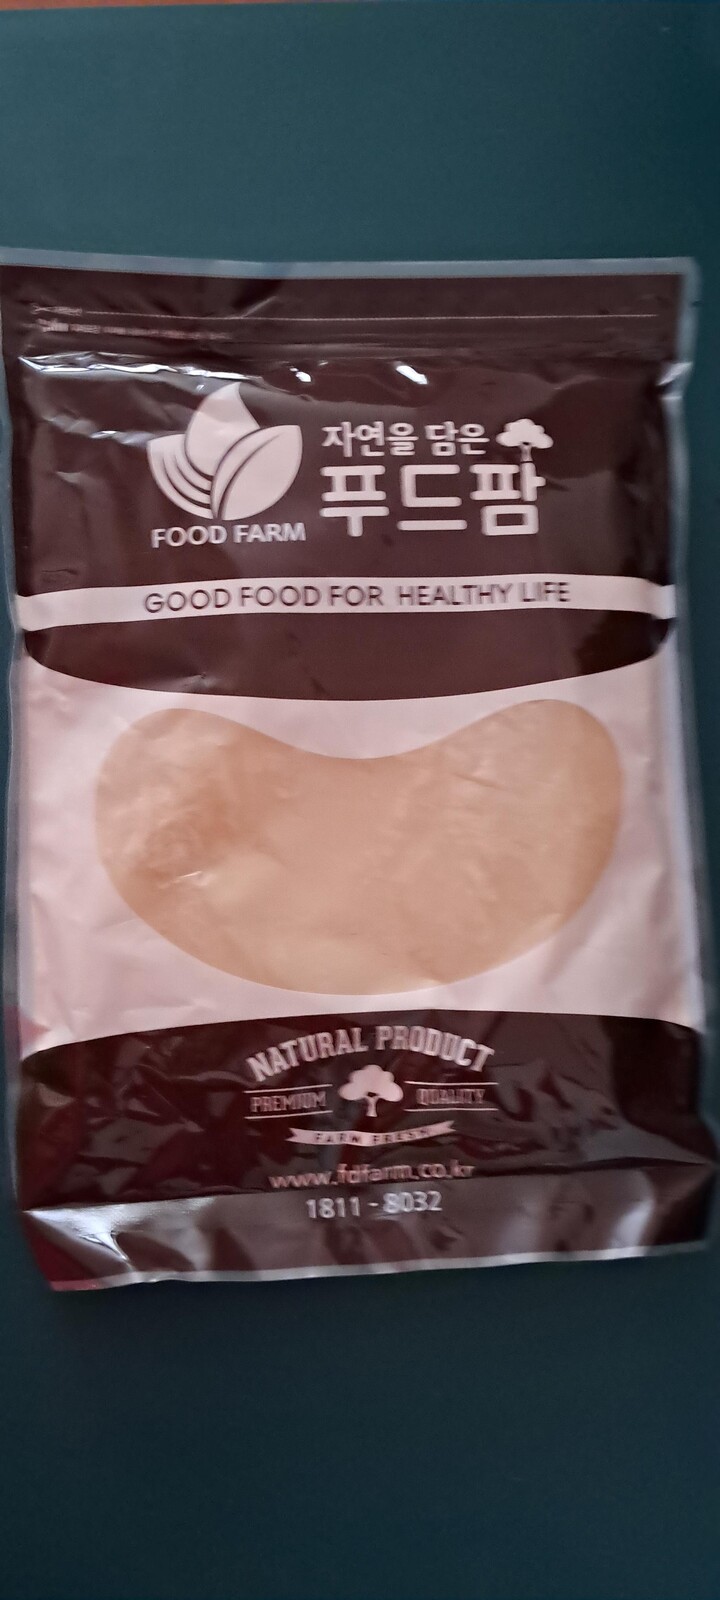 자연을 담은
푸드팜
FOOD FARM
GOOD FOOD FOR HEALTHY LIFE
NATURAL PRODUCT
PREMIUM QUALITY
FARM FRESH
www.fdfarm.co.kr
1811-8032